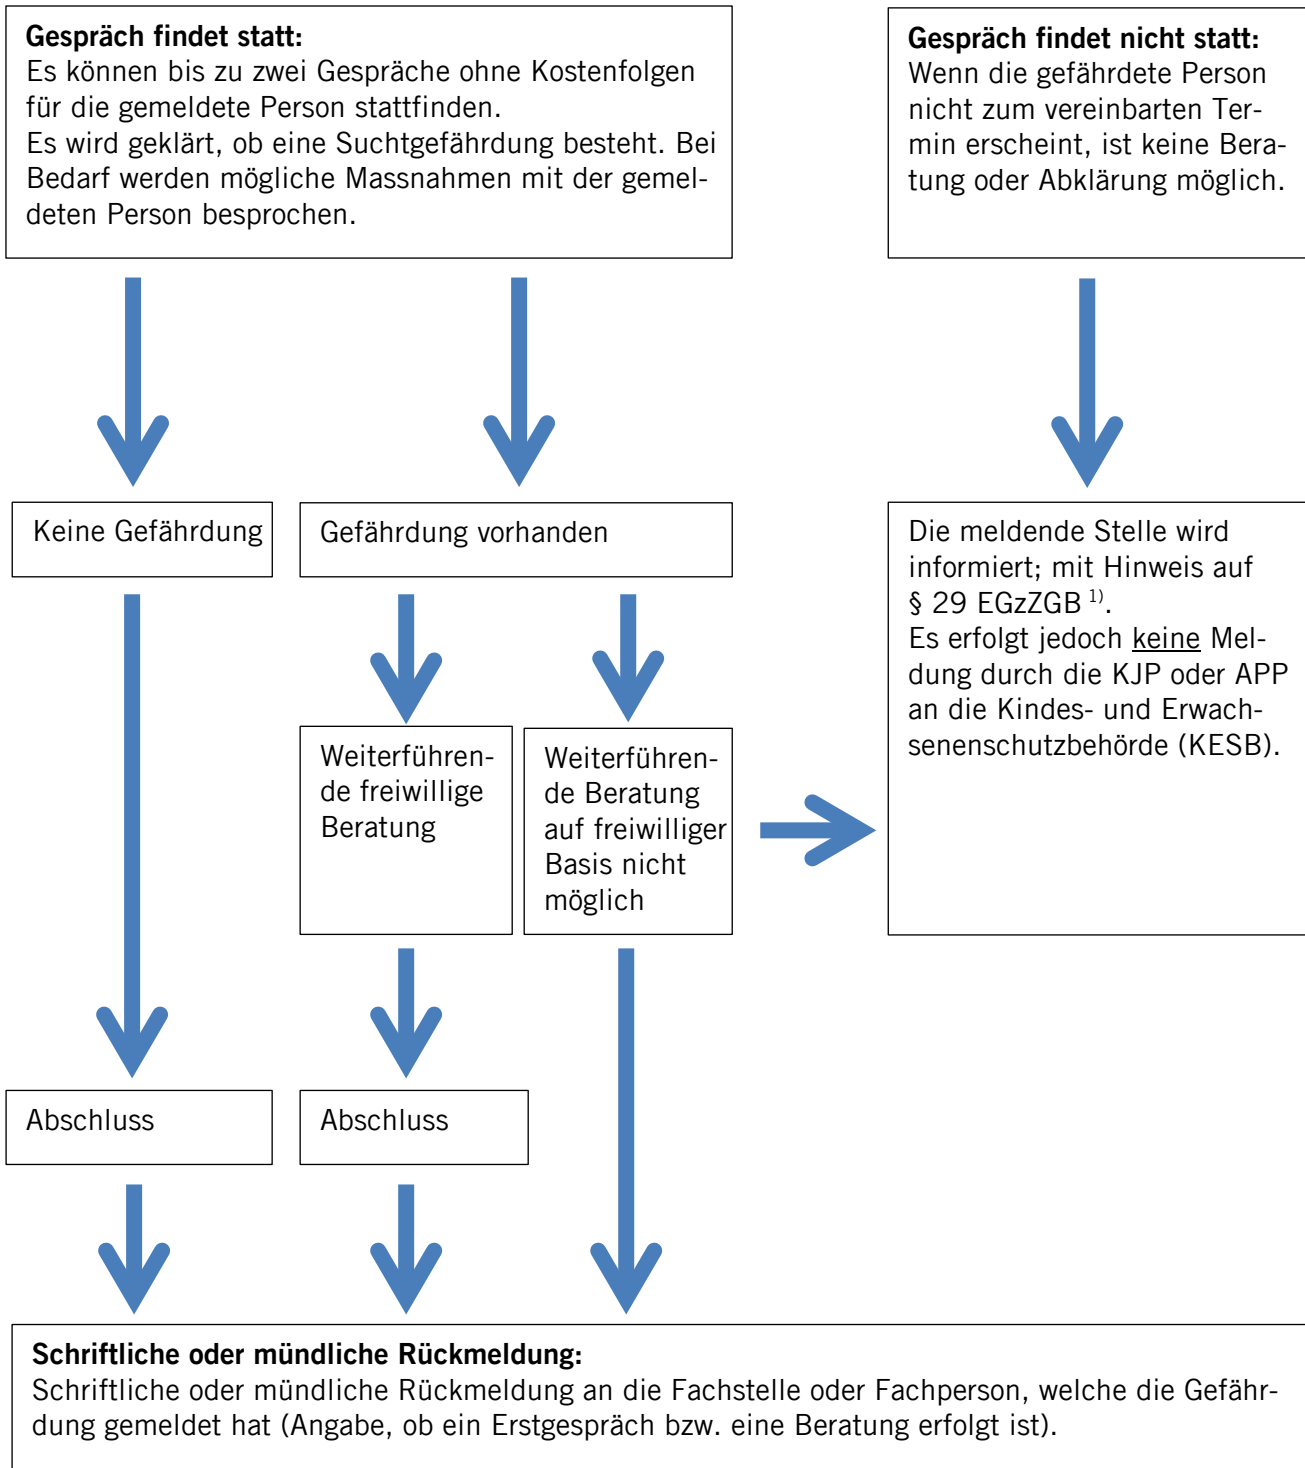 Gespräch findet statt:
Es können bis zu zwei Gespräche ohne Kostenfolgen
für die gemeldete Person stattfinden.
Es wird geklärt, ob eine Suchtgefährdung besteht. Bei
Bedarf werden mögliche Massnahmen mit der gemel-
deten Person besprochen.
Gespräch findet nicht statt:
Wenn die gefährdete Person
nicht zum vereinbarten Ter-
min erscheint, ist keine Bera-
tung oder Abklärung möglich.
Keine Gefährdung
Gefährdung vorhanden
Die meldende Stelle wird
informiert; mit Hinweis auf
§ 29 EGzZGB 1).
Es erfolgt jedoch keine Mel-
dung durch die KJP oder APP
an die Kindes- und Erwach-
senenschutzbehörde (KESB).
Weiterführen-
de freiwillige
Beratung
Weiterführen-
de Beratung
auf freiwilliger
Basis nicht
möglich
Abschluss
Abschluss
Schriftliche oder mündliche Rückmeldung:
Schriftliche oder mündliche Rückmeldung an die Fachstelle oder Fachperson, welche die Gefähr-
dung gemeldet hat (Angabe, ob ein Erstgespräch bzw. eine Beratung erfolgt ist).